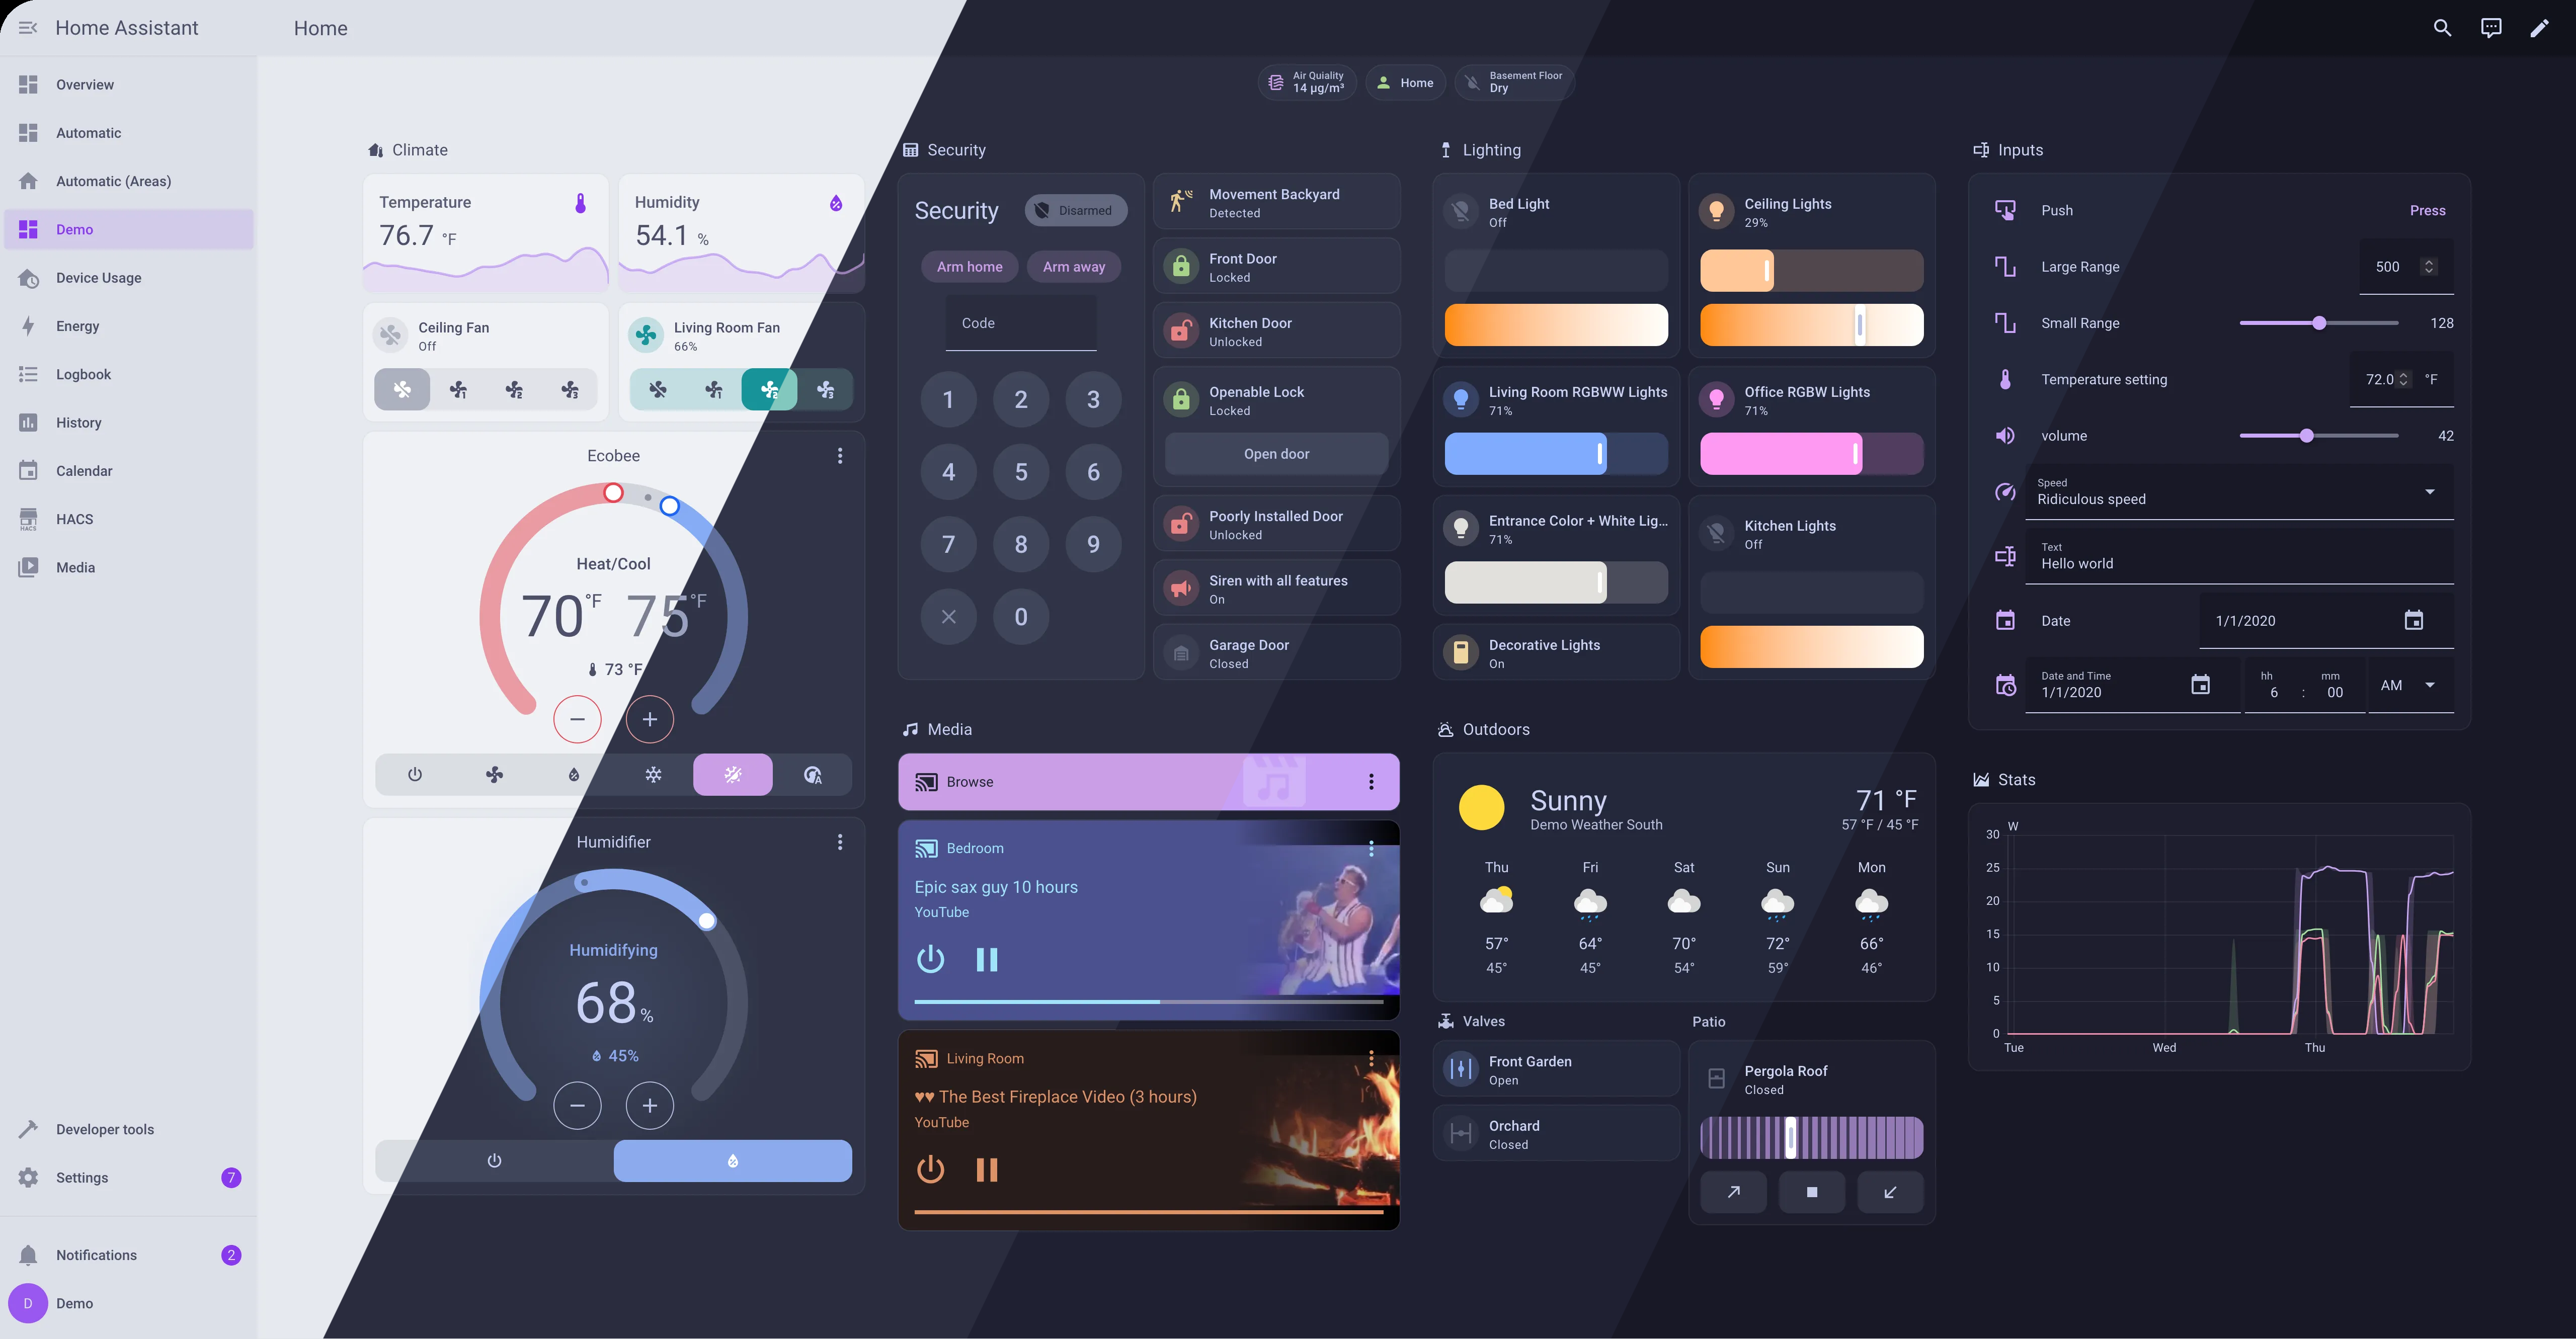 Home Assistant
Overview
Automatic
Automatic (Areas)
Demo
Device Usage
Energy
Logbook
History
Calendar
HACS
HACS
Media
Developer tools
Settings 7
Notifications 2
D Demo
Home
Air Quiality
14 µg/m³
Home
Basement Floor
Dry
Climate
Temperature
76.7 °F
Humidity
54.1 %
Ceiling Fan
Off
1 2 3
Living Room Fan
66%
1 2 3
Ecobee
Heat/Cool
70 °F 75 °F
73 °F
A
Humidifier
Humidifying
68 %
45%
Security
Security
Disarmed
Arm home Arm away
Code
1 2 3
4 5 6
7 8 9
0
Movement Backyard
Detected
Front Door
Locked
Kitchen Door
Unlocked
Openable Lock
Locked
Open door
Poorly Installed Door
Unlocked
Siren with all features
On
Garage Door
Closed
Media
Browse
Bedroom
Epic sax guy 10 hours
YouTube
Living Room
♥♥ The Best Fireplace Video (3 hours)
YouTube
Lighting
Bed Light
Off
Ceiling Lights
29%
Living Room RGBWW Lights
71%
Office RGBW Lights
71%
Entrance Color + White Lig...
71%
Kitchen Lights
Off
Decorative Lights
On
Outdoors
Sunny
Demo Weather South
71 °F
57 °F / 45 °F
Thu Fri Sat Sun Mon
57° 64° 70° 72° 66°
45° 45° 54° 59° 46°
Valves
Front Garden
Open
Orchard
Closed
Patio
Pergola Roof
Closed
Inputs
Push Press
Large Range 500
Small Range 128
Temperature setting 72.0 °F
volume 42
Speed
Ridiculous speed
Text
Hello world
Date 1/1/2020
Date and Time
1/1/2020
hh mm
6 : 00 AM
Stats
W
30
25
20
15
10
5
0
Tue Wed Thu